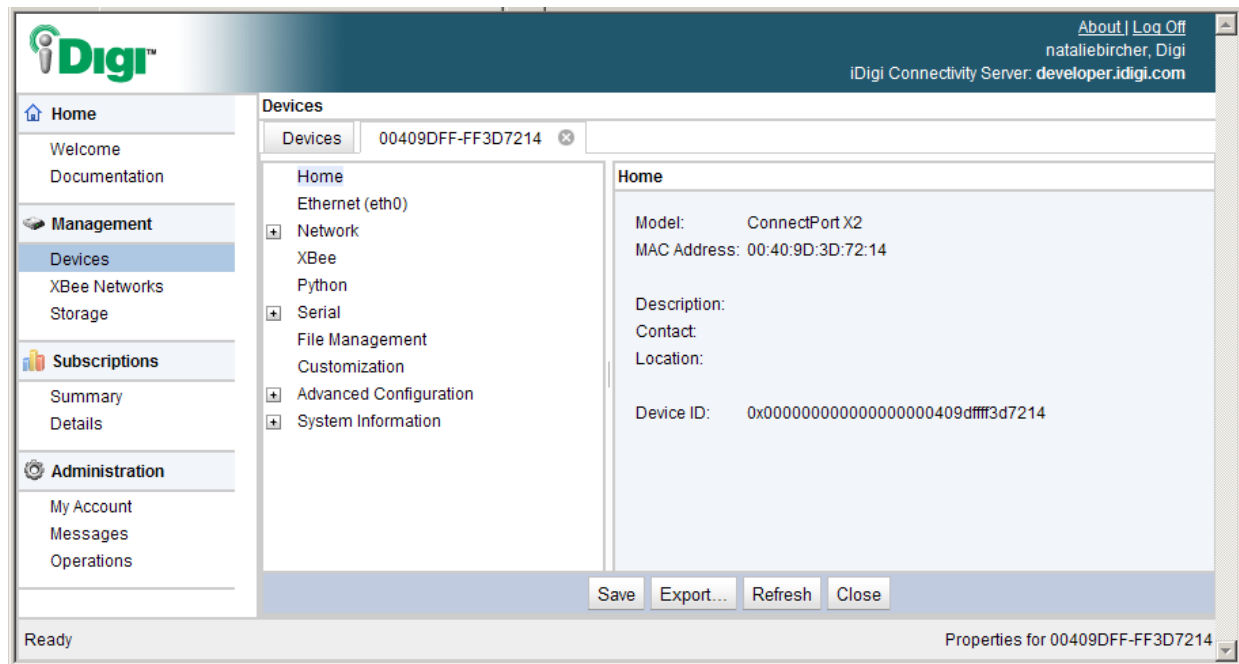 iDigi™
About | Log Off
nataliebircher, Digi
iDigi Connectivity Server: developer.idigi.com
Home
Welcome
Documentation
Management
Devices
XBee Networks
Storage
Subscriptions
Summary
Details
Administration
My Account
Messages
Operations
Devices
Devices 00409DFF-FF3D7214
Home
Ethernet (eth0)
Network
XBee
Python
Serial
File Management
Customization
Advanced Configuration
System Information
Home
Model: ConnectPort X2
MAC Address: 00:40:9D:3D:72:14
Description:
Contact:
Location:
Device ID: 0x000000000000000000409dffff3d7214
Save Export... Refresh Close
Ready Properties for 00409DFF-FF3D7214